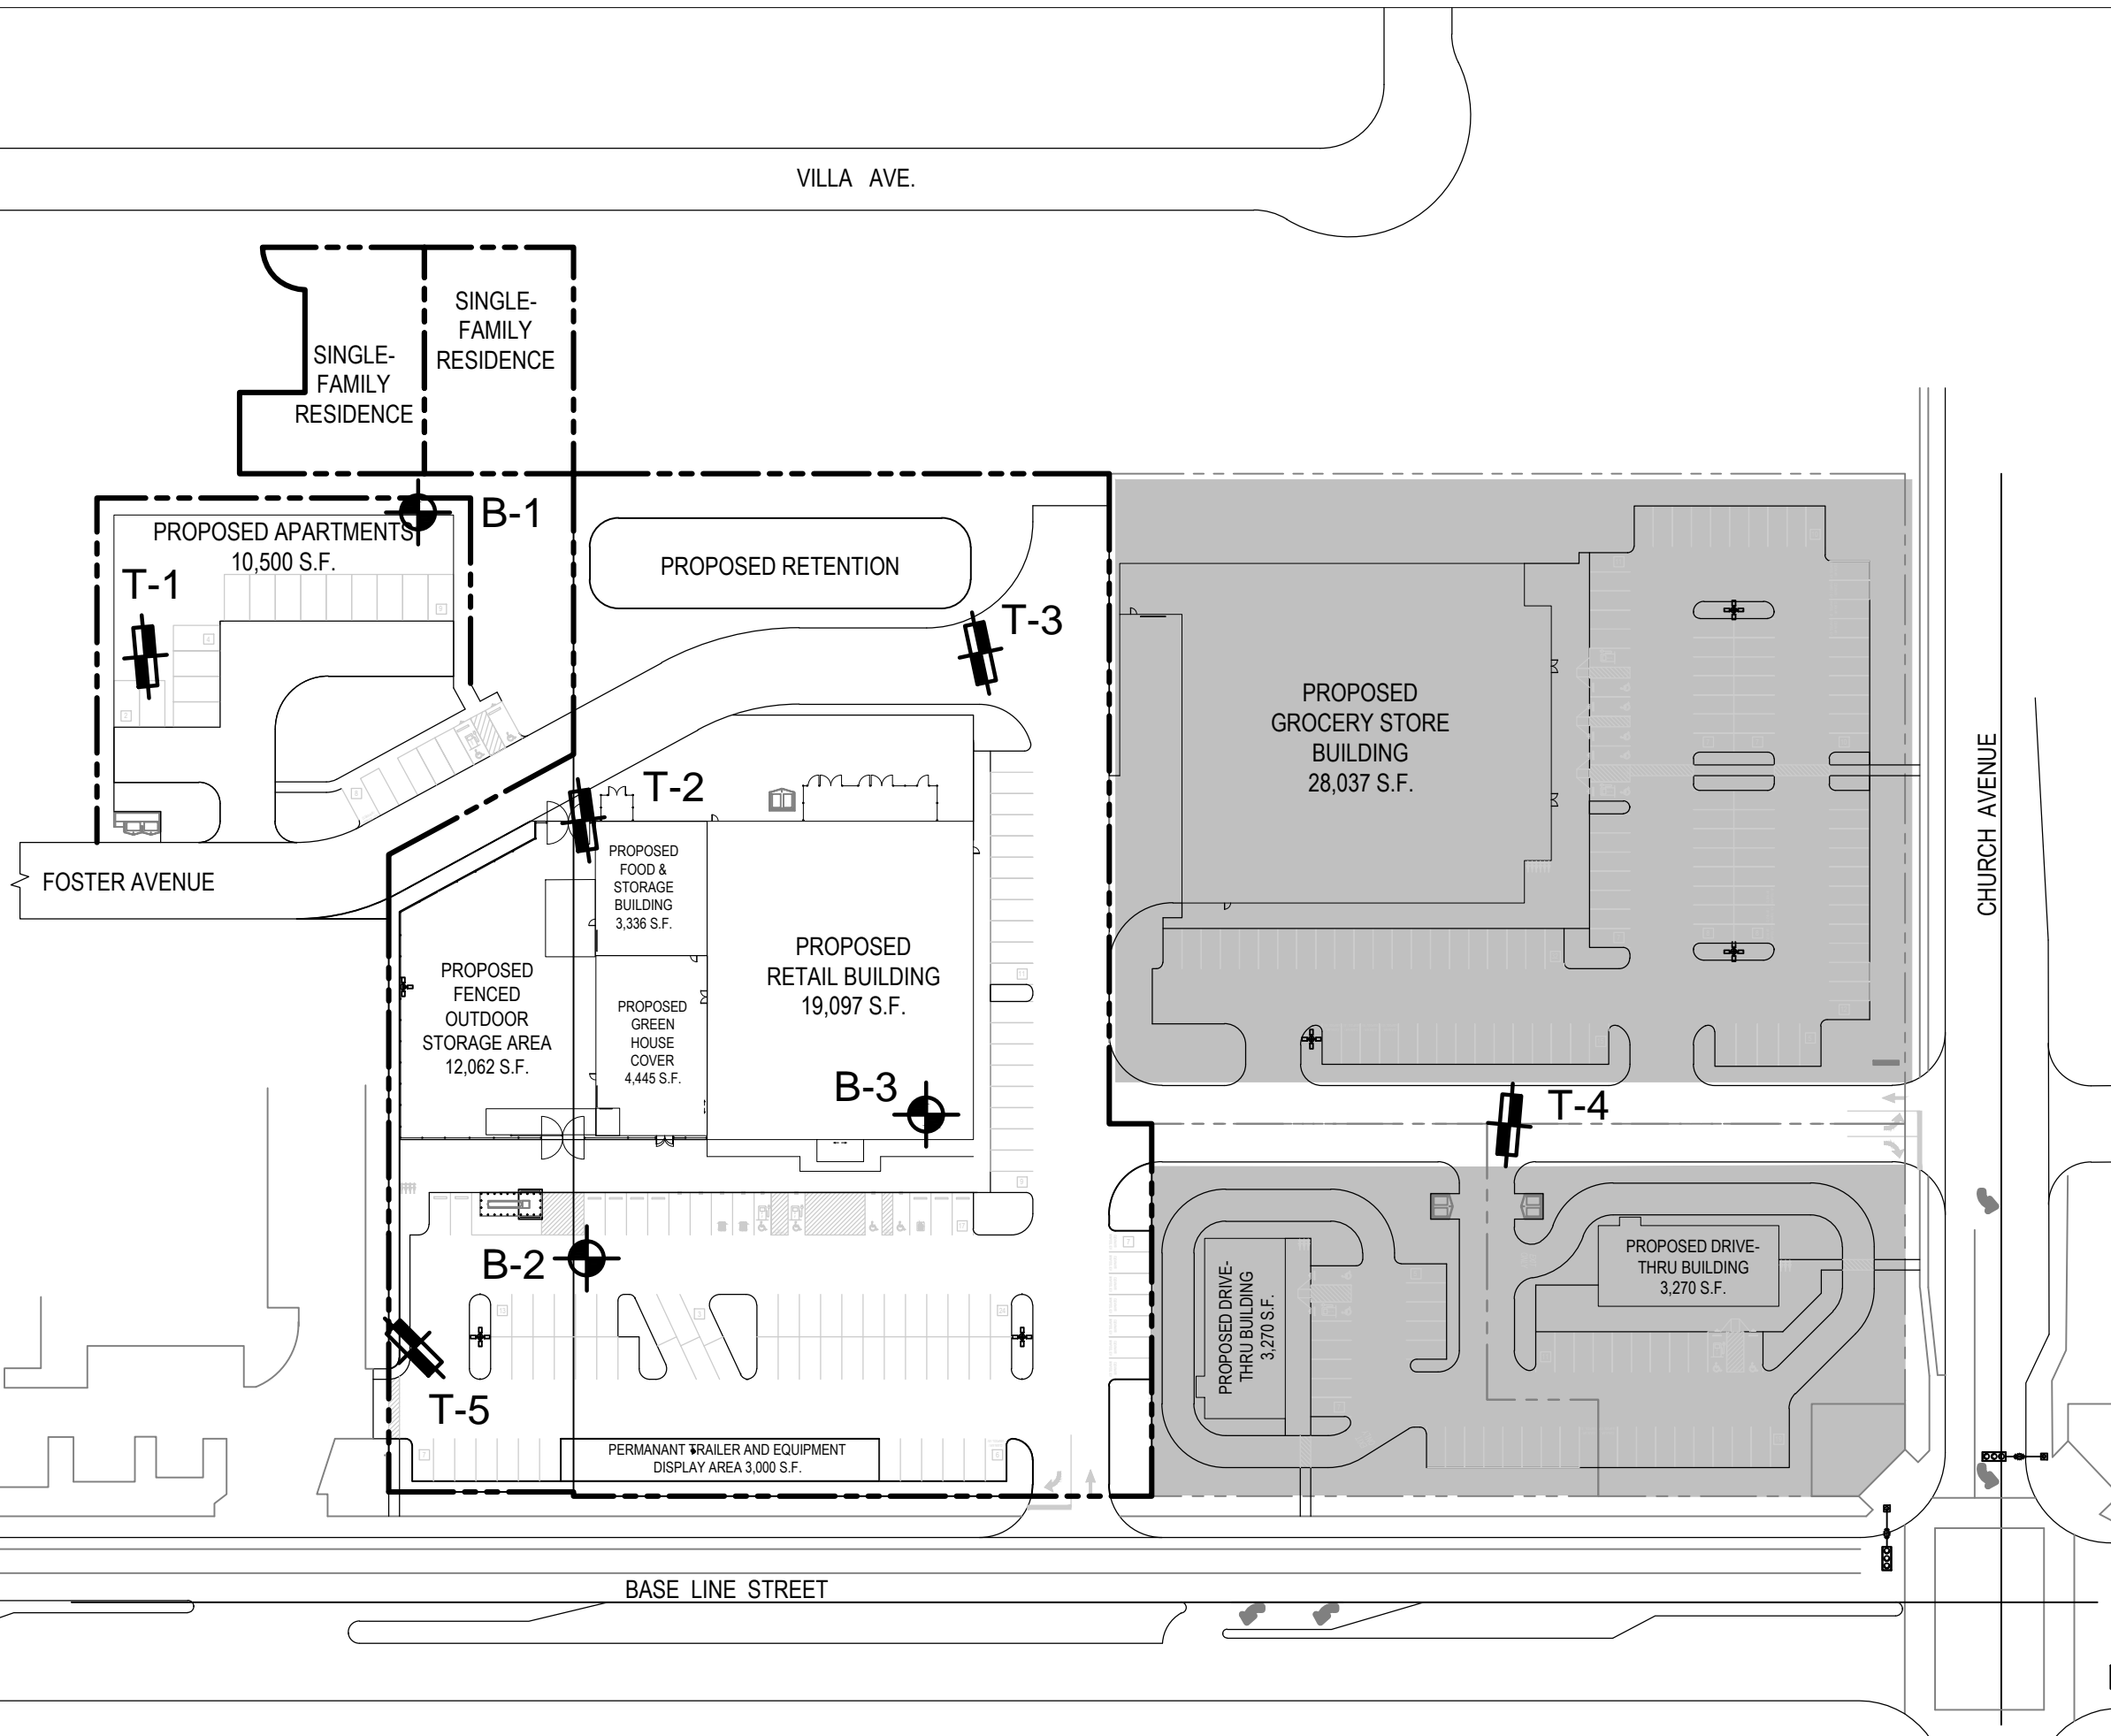 VILLA AVE.
SINGLE-
FAMILY
RESIDENCE
SINGLE-
FAMILY
RESIDENCE
B-1
PROPOSED APARTMENTS
10,500 S.F.
T-1
PROPOSED RETENTION
T-3
PROPOSED
GROCERY STORE
BUILDING
28,037 S.F.
CHURCH AVENUE
T-2
FOSTER AVENUE
PROPOSED
FOOD &
STORAGE
BUILDING
3,336 S.F.
PROPOSED
RETAIL BUILDING
19,097 S.F.
PROPOSED
FENCED
OUTDOOR
STORAGE AREA
12,062 S.F.
PROPOSED
GREEN
HOUSE
COVER
4,445 S.F.
B-3
T-4
B-2
PROPOSED DRIVE-
THRU BUILDING
3,270 S.F.
PROPOSED DRIVE-
THRU BUILDING
3,270 S.F.
T-5
PERMANANT TRAILER AND EQUIPMENT
DISPLAY AREA 3,000 S.F.
BASE LINE STREET